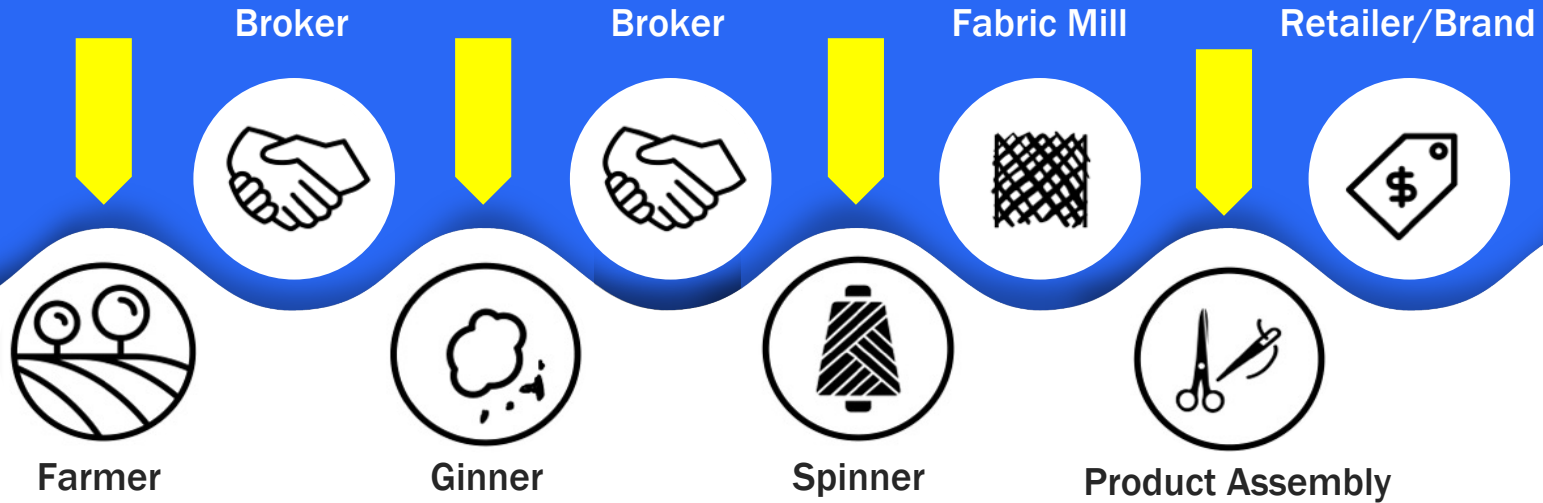 Broker
Broker
Fabric Mill
Retailer/Brand
$
Farmer
Ginner
Spinner
Product Assembly